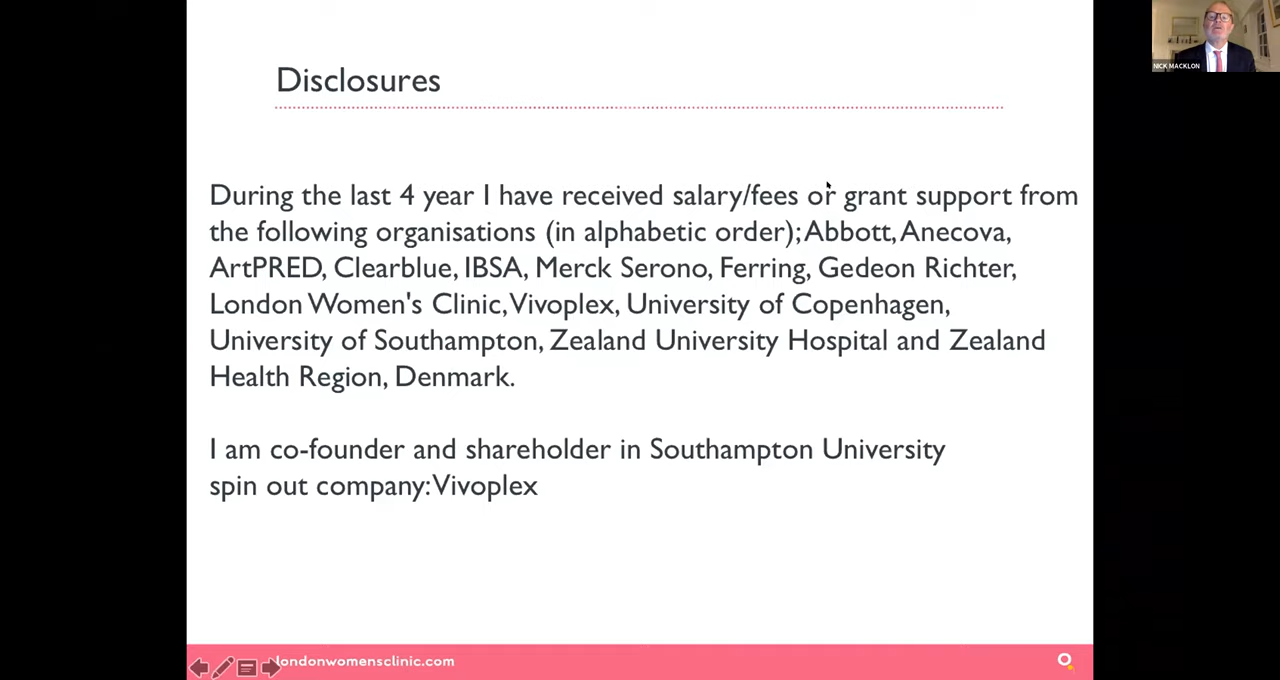 Disclosures
NICK MACKLON
During the last 4 year I have received salary/fees or grant support from
the following organisations (in alphabetic order); Abbott, Anecova,
ArtPRED, Clearblue, IBSA, Merck Serono, Ferring, Gedeon Richter,
London Women's Clinic, Vivoplex, University of Copenhagen,
University of Southampton, Zealand University Hospital and Zealand
Health Region, Denmark.
I am co-founder and shareholder in Southampton University
spin out company: Vivoplex
londonwomensclinic.com